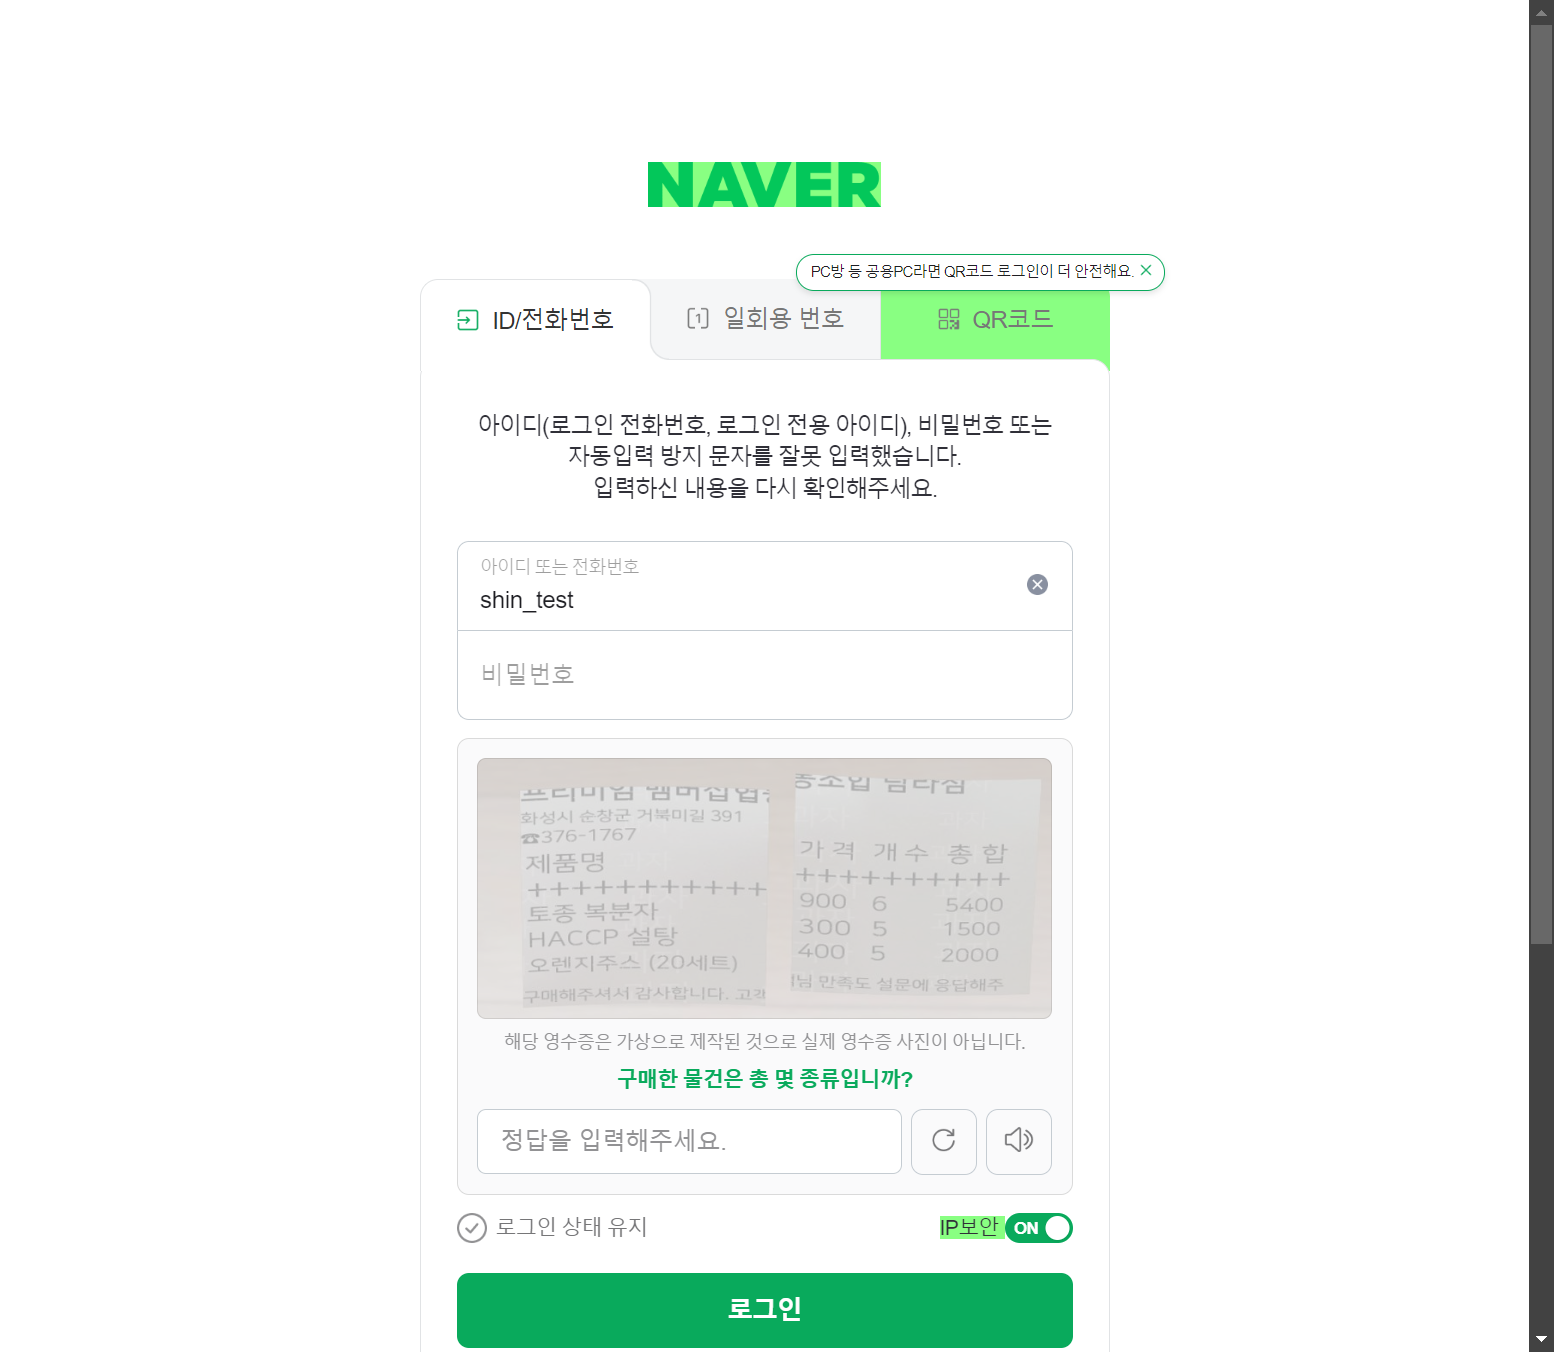 NAVER
PC방 등 공용PC라면 QR코드 로그인이 더 안전해요.
ID/전화번호
1 일회용 번호
QR코드
아이디(로그인 전화번호, 로그인 전용 아이디), 비밀번호 또는
자동입력 방지 문자를 잘못 입력했습니다.
입력하신 내용을 다시 확인해주세요.
아이디 또는 전화번호
shin_test
비밀번호
프리미엄 멤버십협동조합 남라점
화성시 순창군 거북미길 391
☎376-1767
제품명 가격 개수 총합
+++++++++++ ++++++++++
토종 복분자 900 6 5400
HACCP 설탕 300 5 1500
오렌지주스 (20세트) 400 5 2000
구매해주셔서 감사합니다. 고객님 만족도 설문에 응답해주
해당 영수증은 가상으로 제작된 것으로 실제 영수증 사진이 아닙니다.
구매한 물건은 총 몇 종류입니까?
정답을 입력해주세요.
로그인 상태 유지
IP보안 ON
로그인